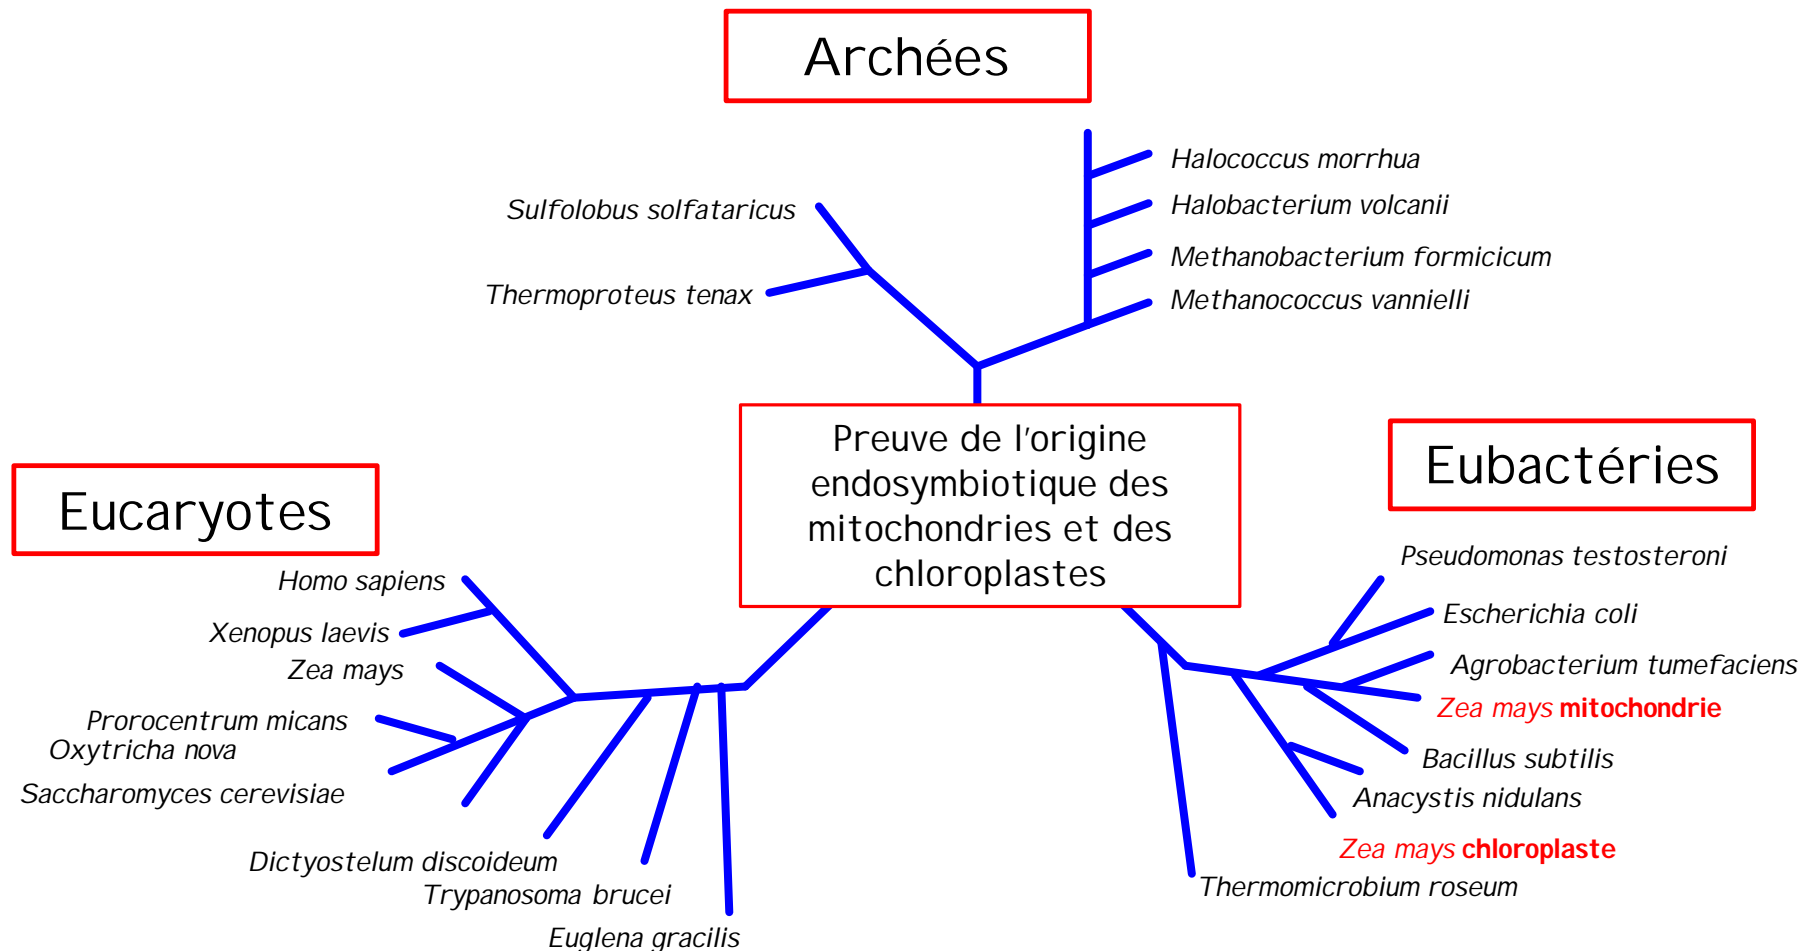 Archées
Halococcus morrhua
Sulfolobus solfataricus
Halobacterium volcanii
Methanobacterium formicicum
Thermoproteus tenax
Methanococcus vannielli
Preuve de l'origine
endosymbiotique des
mitochondries et des
chloroplastes
Eubactéries
Eucaryotes
Homo sapiens
Xenopus laevis
Zea mays
Prorocentrum micans
Oxytricha nova
Saccharomyces cerevisiae
Dictyostelum discoideum
Trypanosoma brucei
Euglena gracilis
Pseudomonas testosteroni
Escherichia coli
Agrobacterium tumefaciens
Zea mays mitochondrie
Bacillus subtilis
Anacystis nidulans
Zea mays chloroplaste
Thermomicrobium roseum